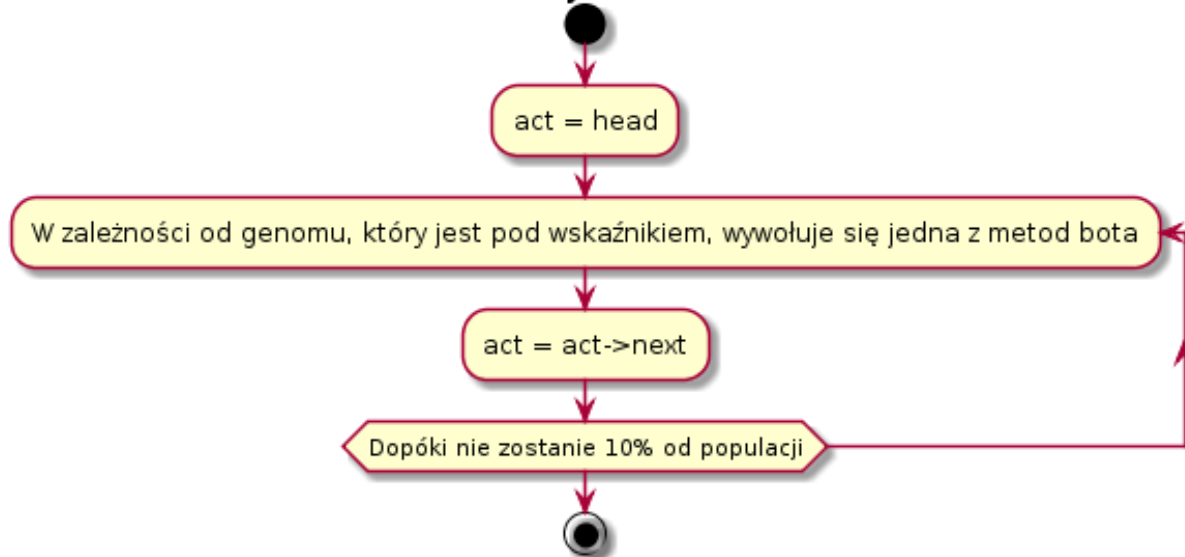 act = head
W zależności od genomu, który jest pod wskaźnikiem, wywołuje się jedna z metod bota
act = act->next
Dopóki nie zostanie 10% od populacji